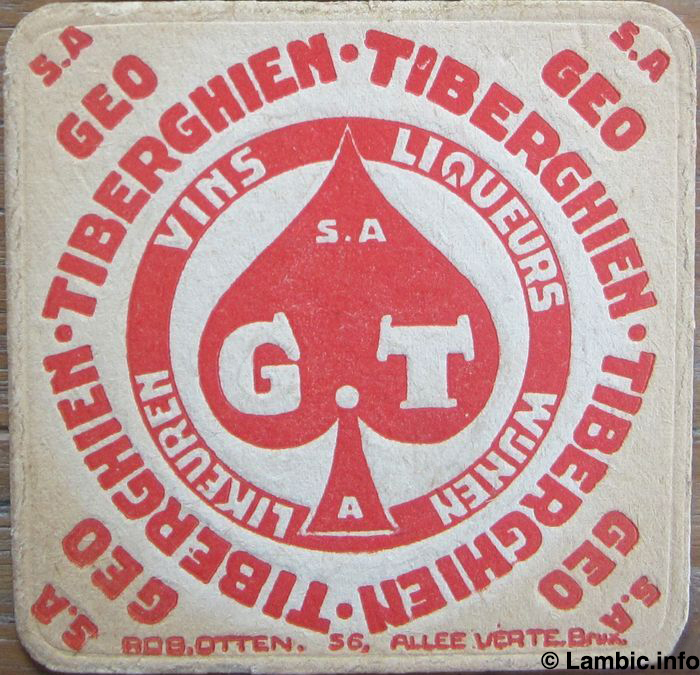 S.A
S.A
GEO
GEO
TIBERGHIEN · TIBERGHIEN · TIBERGHIEN · TIBERGHIEN ·
VINS
LIQUEURS
S.A
G.T
LIKEUREN
WIJNEN
A
GEO
GEO
S.A
S.A
ROB, OTTEN. 56, ALLEE VERTE. Brux.
© Lambic.info